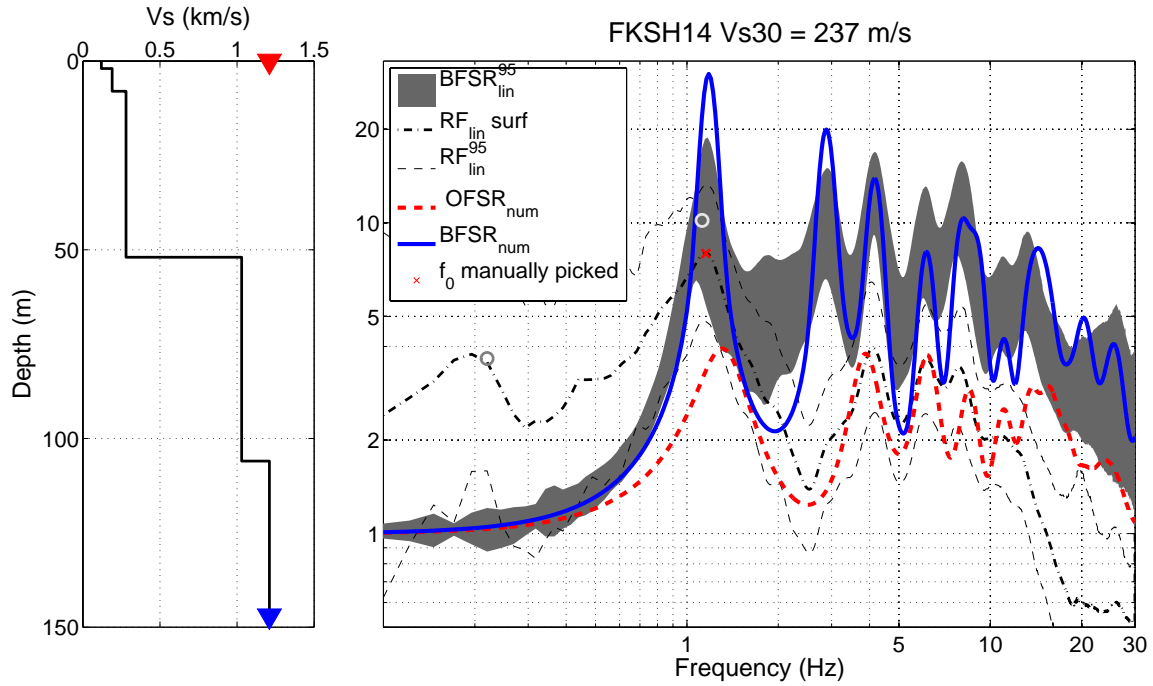 Vs (km/s)
0 0.5 1 1.5
0
50
100
150
Depth (m)
FKSH14 Vs30 = 237 m/s
BFSR95lin
RFlin surf
RF95lin
OFSRnum
BFSRnum
f0 manually picked
20
10
5
2
1
1 5 10 20 30
Frequency (Hz)